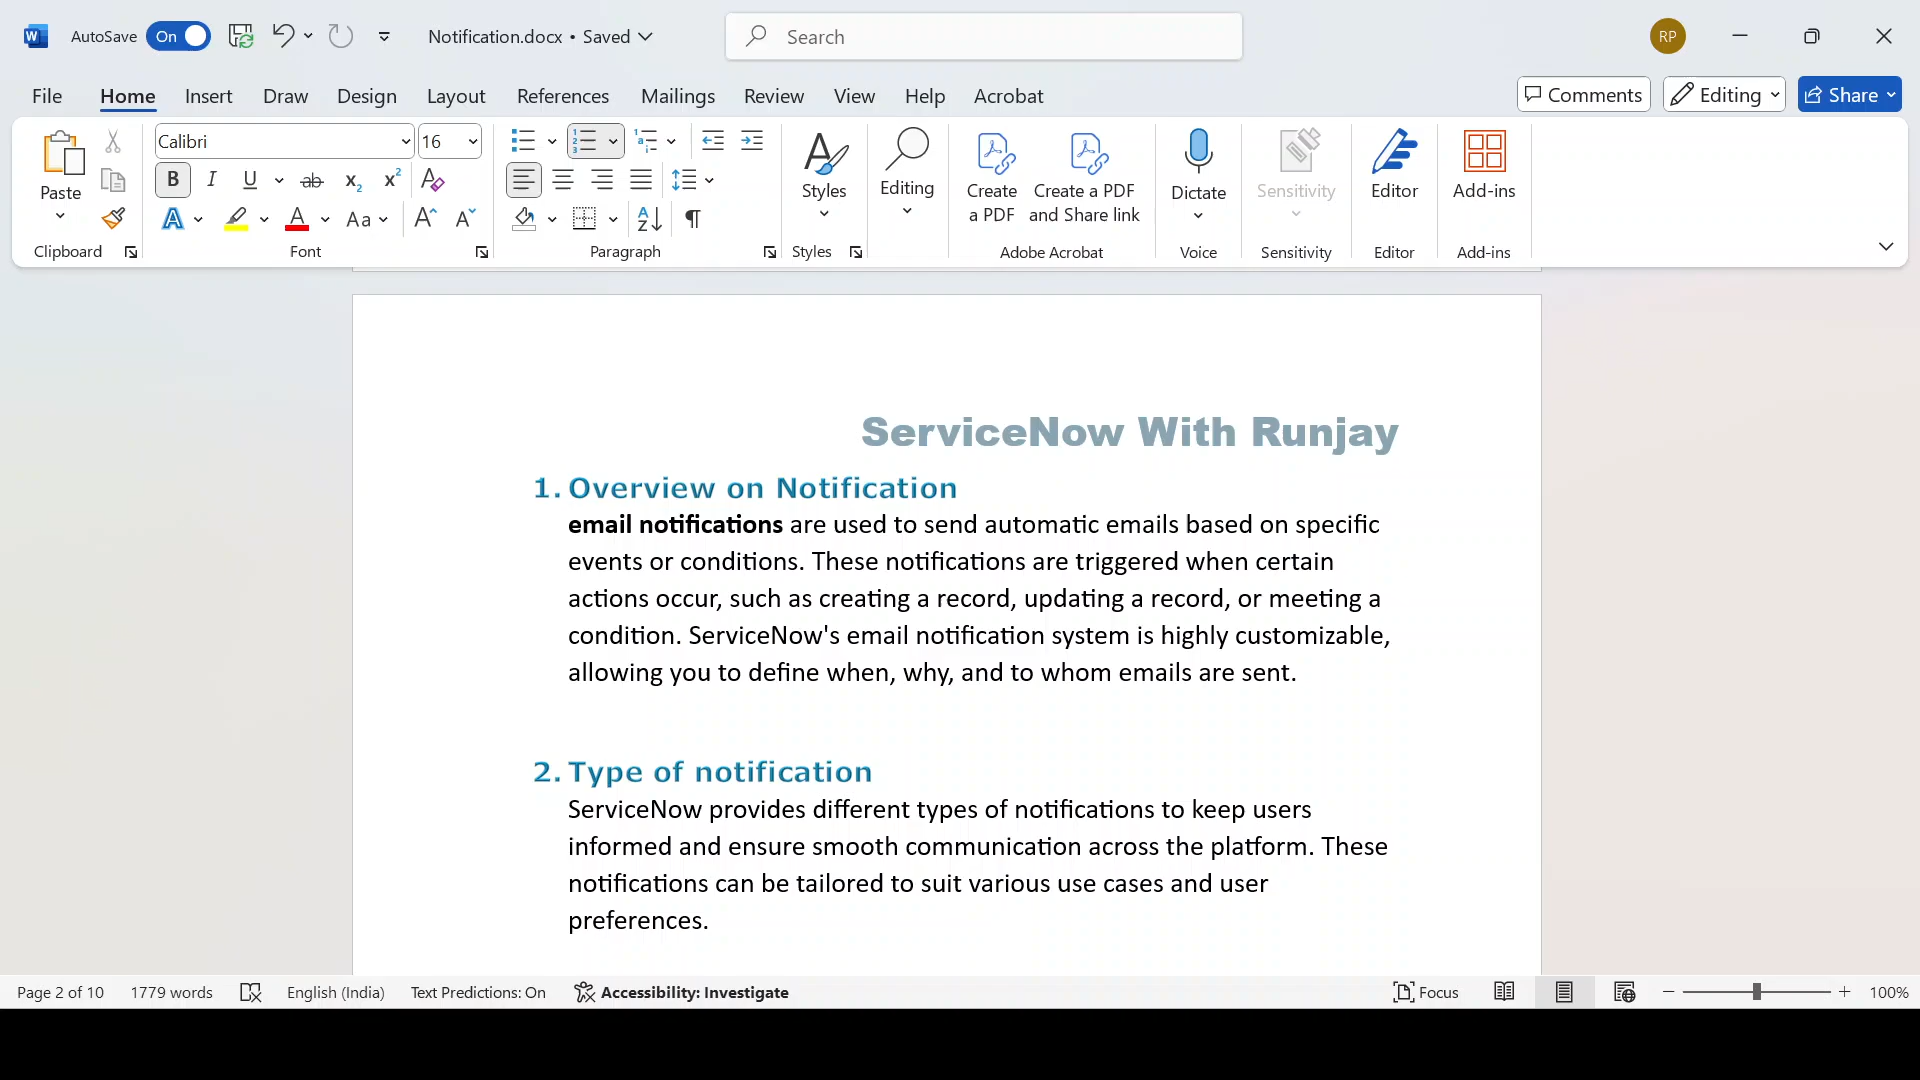 AutoSave On Notification.docx • Saved Search RP
File Home Insert Draw Design Layout References Mailings Review View Help Acrobat Comments Editing Share
Calibri 16
Paste Styles Editing Create a PDF Create a PDF and Share link Dictate Sensitivity Editor Add-ins
Clipboard Font Paragraph Styles Adobe Acrobat Voice Sensitivity Editor Add-ins
ServiceNow With Runjay
1. Overview on Notification
email notifications are used to send automatic emails based on specific
events or conditions. These notifications are triggered when certain
actions occur, such as creating a record, updating a record, or meeting a
condition. ServiceNow's email notification system is highly customizable,
allowing you to define when, why, and to whom emails are sent.
2. Type of notification
ServiceNow provides different types of notifications to keep users
informed and ensure smooth communication across the platform. These
notifications can be tailored to suit various use cases and user
preferences.
Page 2 of 10 1779 words English (India) Text Predictions: On Accessibility: Investigate Focus 100%